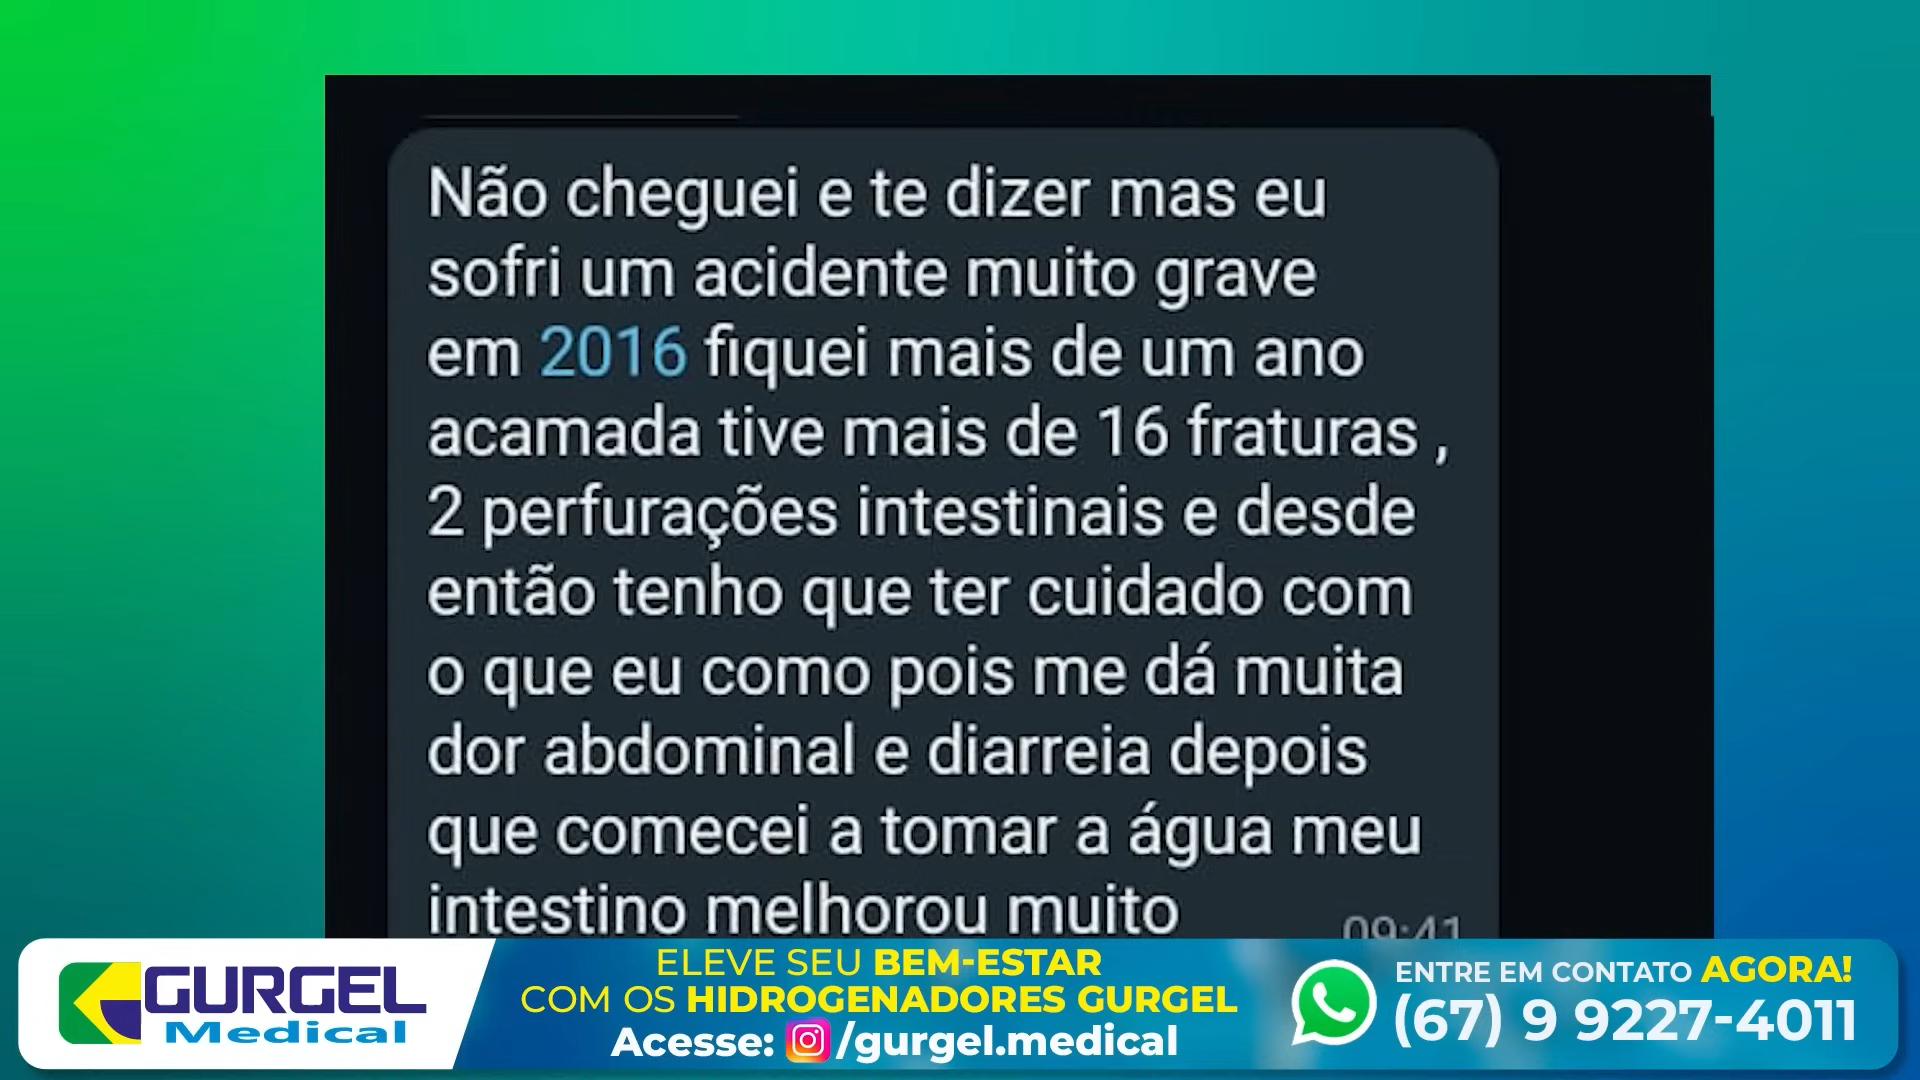 Não cheguei e te dizer mas eu
sofri um acidente muito grave
em 2016 fiquei mais de um ano
acamada tive mais de 16 fraturas ,
2 perfurações intestinais e desde
então tenho que ter cuidado com
o que eu como pois me dá muita
dor abdominal e diarreia depois
que comecei a tomar a água meu
intestino melhorou muito
09:41
GURGEL
Medical
ELEVE SEU BEM-ESTAR
COM OS HIDROGENADORES GURGEL
Acesse: /gurgel.medical
ENTRE EM CONTATO AGORA!
(67) 9 9227-4011